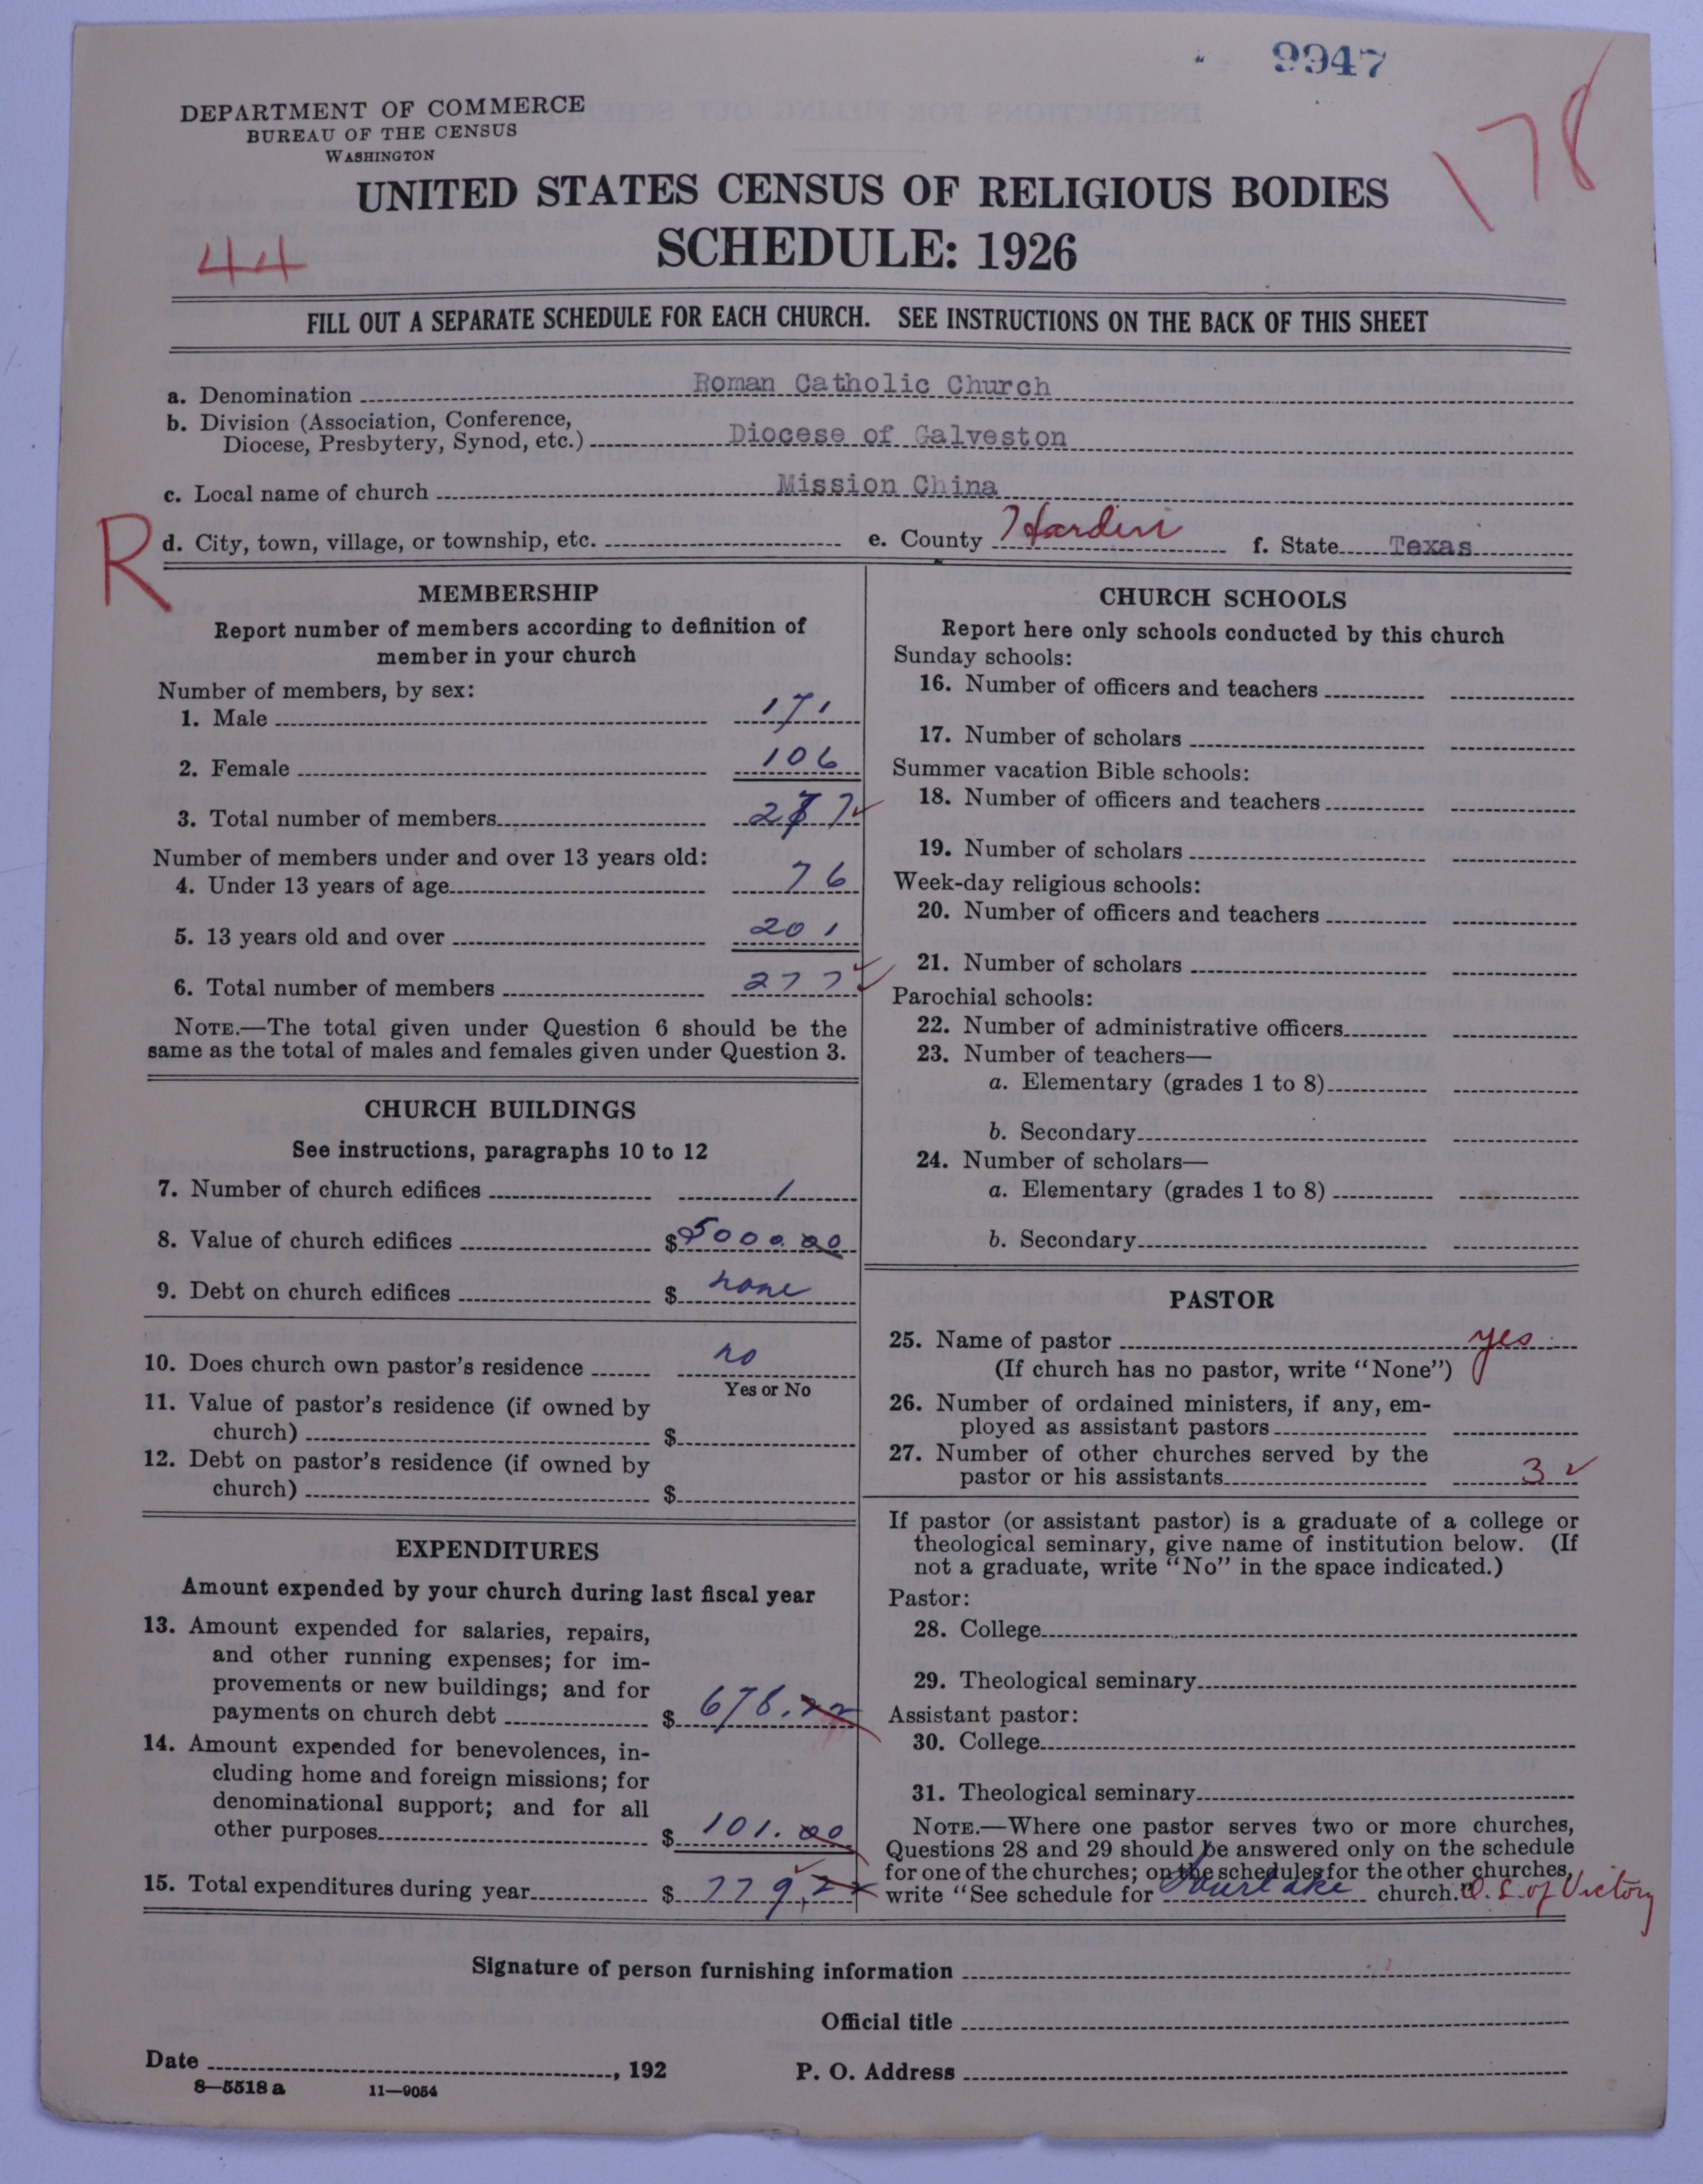 9947
178
DEPARTMENT OF COMMERCE
BUREAU OF THE CENSUS
WASHINGTON
UNITED STATES CENSUS OF RELIGIOUS BODIES
SCHEDULE: 1926
44
FILL OUT A SEPARATE SCHEDULE FOR EACH CHURCH. SEE INSTRUCTIONS ON THE BACK OF THIS SHEET
a. Denomination Roman Catholic Church
b. Division (Association, Conference,
Diocese, Presbytery, Synod, etc.) Diocese of Galveston
c. Local name of church Mission China
R
d. City, town, village, or township, etc. e. County Hardin f. State Texas
MEMBERSHIP
Report number of members according to definition of
member in your church
Number of members, by sex:
1. Male 171
2. Female 106
3. Total number of members 277
Number of members under and over 13 years old:
4. Under 13 years of age 76
5. 13 years old and over 201
6. Total number of members 277
NOTE.—The total given under Question 6 should be the
same as the total of males and females given under Question 3.
CHURCH BUILDINGS
See instructions, paragraphs 10 to 12
7. Number of church edifices 1
8. Value of church edifices $5000.00
9. Debt on church edifices $ none
10. Does church own pastor's residence no
Yes or No
11. Value of pastor's residence (if owned by
church) $
12. Debt on pastor's residence (if owned by
church) $
EXPENDITURES
Amount expended by your church during last fiscal year
13. Amount expended for salaries, repairs,
and other running expenses; for im-
provements or new buildings; and for
payments on church debt $ 678.22
14. Amount expended for benevolences, in-
cluding home and foreign missions; for
denominational support; and for all
other purposes $ 101.00
15. Total expenditures during year $ 779.22
CHURCH SCHOOLS
Report here only schools conducted by this church
Sunday schools:
16. Number of officers and teachers
17. Number of scholars
Summer vacation Bible schools:
18. Number of officers and teachers
19. Number of scholars
Week-day religious schools:
20. Number of officers and teachers
21. Number of scholars
Parochial schools:
22. Number of administrative officers
23. Number of teachers—
a. Elementary (grades 1 to 8)
b. Secondary
24. Number of scholars—
a. Elementary (grades 1 to 8)
b. Secondary
PASTOR
25. Name of pastor yes
(If church has no pastor, write "None")
26. Number of ordained ministers, if any, em-
ployed as assistant pastors
27. Number of other churches served by the
pastor or his assistants 3
If pastor (or assistant pastor) is a graduate of a college or
theological seminary, give name of institution below. (If
not a graduate, write "No" in the space indicated.)
Pastor:
28. College
29. Theological seminary
Assistant pastor:
30. College
31. Theological seminary
NOTE.—Where one pastor serves two or more churches,
Questions 28 and 29 should be answered only on the schedule
for one of the churches; on the schedules for the other churches,
write "See schedule for Sourlake church." O. L. of Victory
Signature of person furnishing information
Official title
Date , 192 P. O. Address
8—5518 a 11—9054